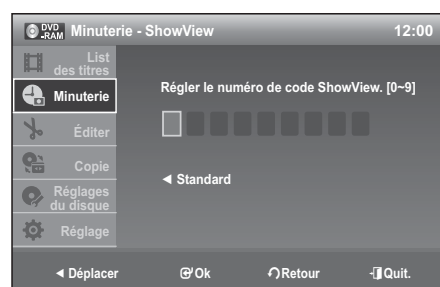 DVD-RAM Minuterie - ShowView 12:00
List
des titres
Minuterie
Régler le numéro de code ShowView. [0~9]
Éditer
Copie
◄ Standard
Réglages
du disque
Réglage
◄ Déplacer Ok Retour Quit.